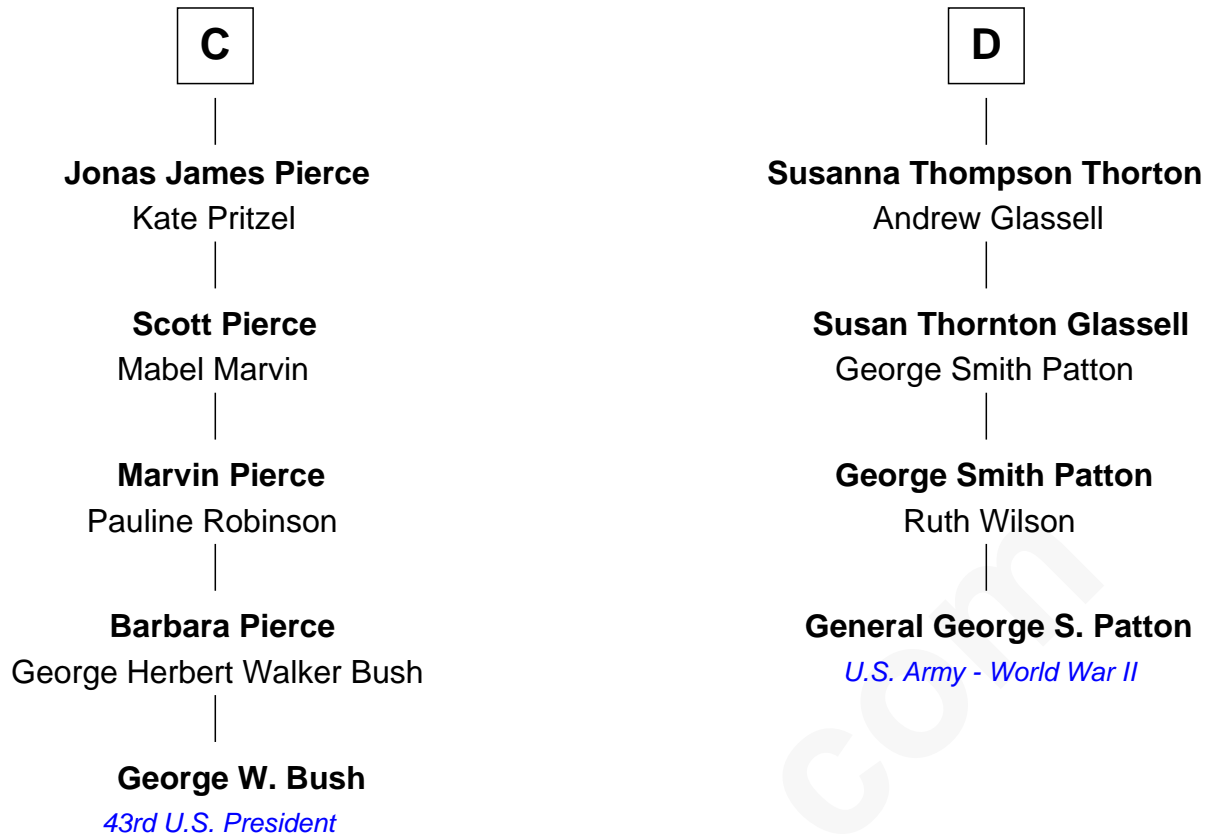 C
Jonas James Pierce
Kate Pritzel
Scott Pierce
Mabel Marvin
Marvin Pierce
Pauline Robinson
Barbara Pierce
George Herbert Walker Bush
George W. Bush
43rd U.S. President
D
Susanna Thompson Thorton
Andrew Glassell
Susan Thornton Glassell
George Smith Patton
George Smith Patton
Ruth Wilson
General George S. Patton
U.S. Army - World War II
com